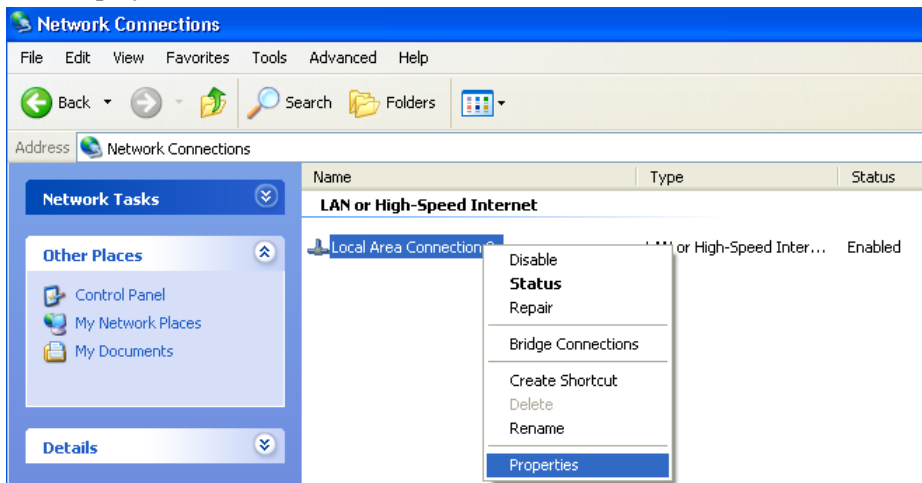 Network Connections
File Edit View Favorites Tools Advanced Help
Back Search Folders
Address Network Connections
Name Type Status
Network Tasks
LAN or High-Speed Internet
Other Places
Local Area Connection or High-Speed Inter... Enabled
Control Panel
My Network Places
My Documents
Details
Disable
Status
Repair
Bridge Connections
Create Shortcut
Delete
Rename
Properties